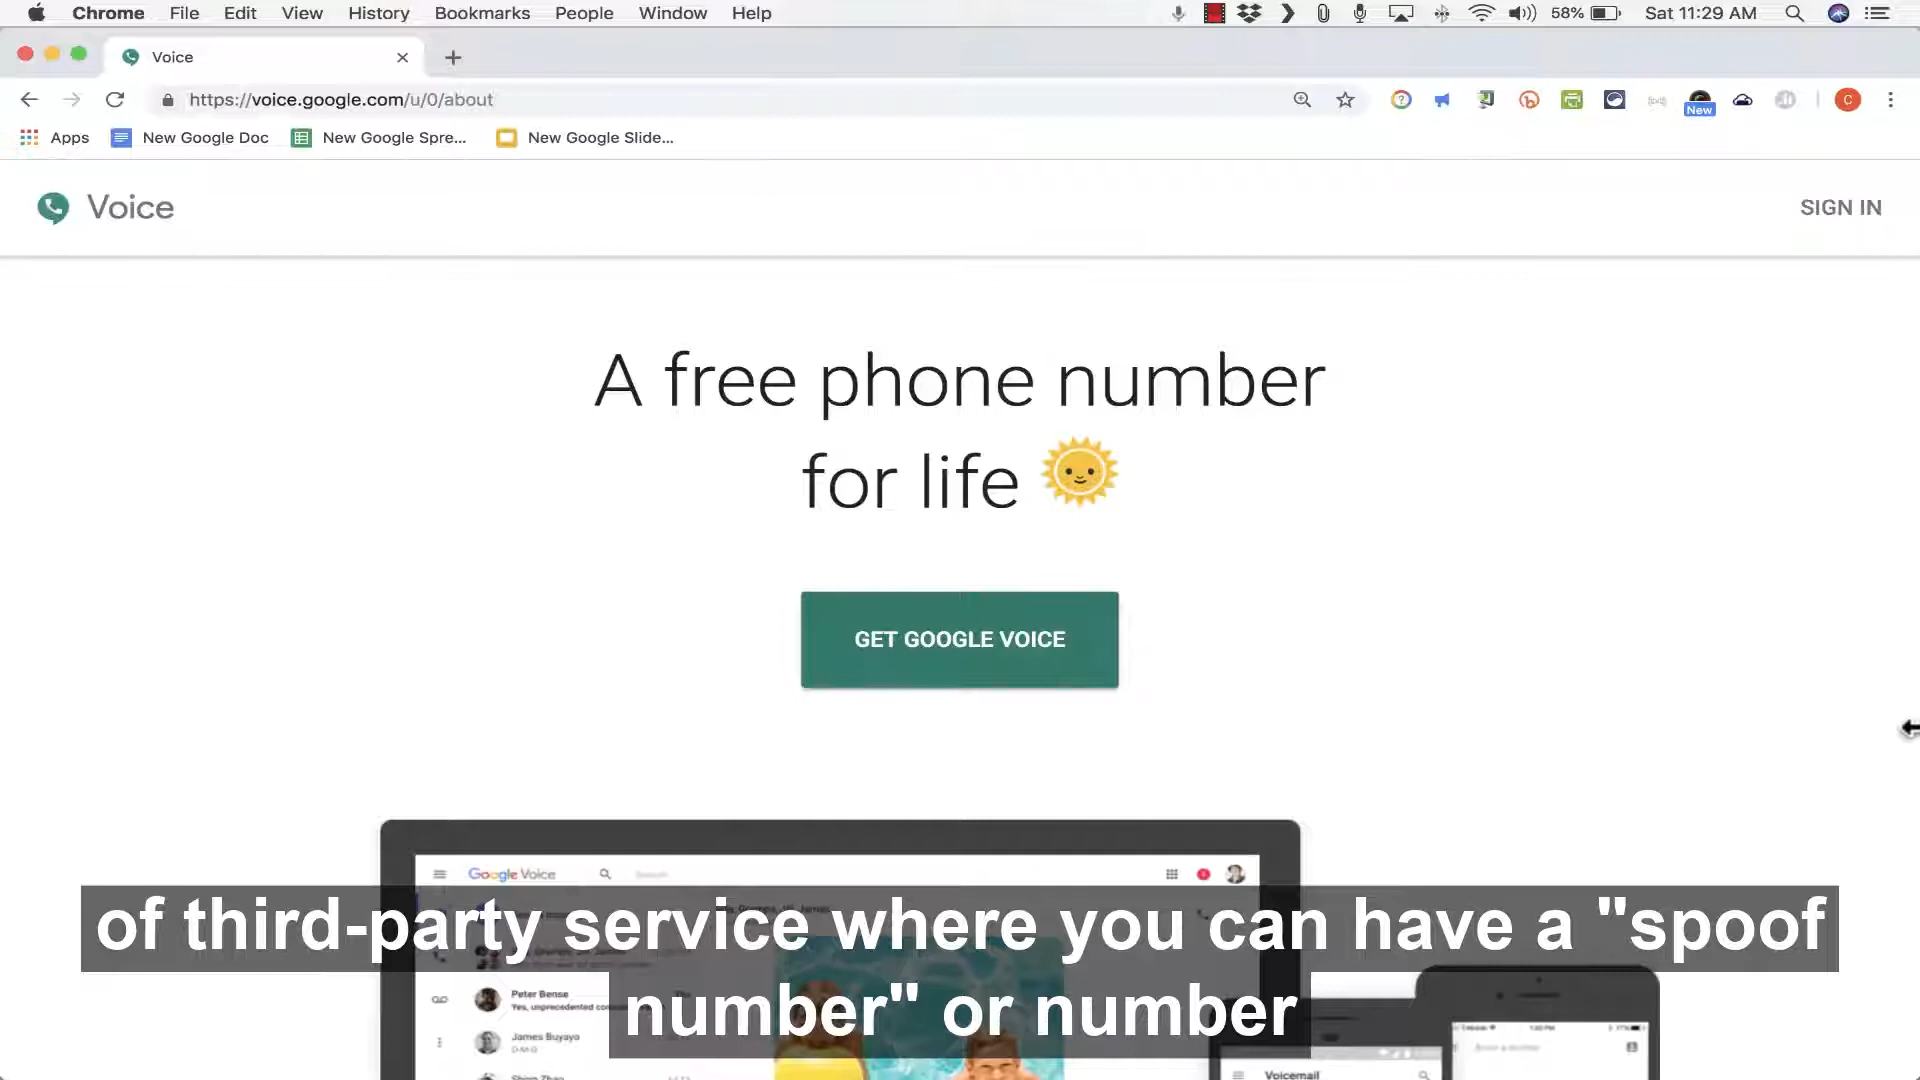 Chrome File Edit View History Bookmarks People Window Help 58% Sat 11:29 AM
Voice
https://voice.google.com/u/0/about
C
New
Apps New Google Doc New Google Spre... New Google Slide...
Voice SIGN IN
A free phone number
for life
GET GOOGLE VOICE
Google Voice
of third-party service where you can have a "spoof
number" or number
Peter Bense
Yes, unprecedented
James Buyayo
Voicemail